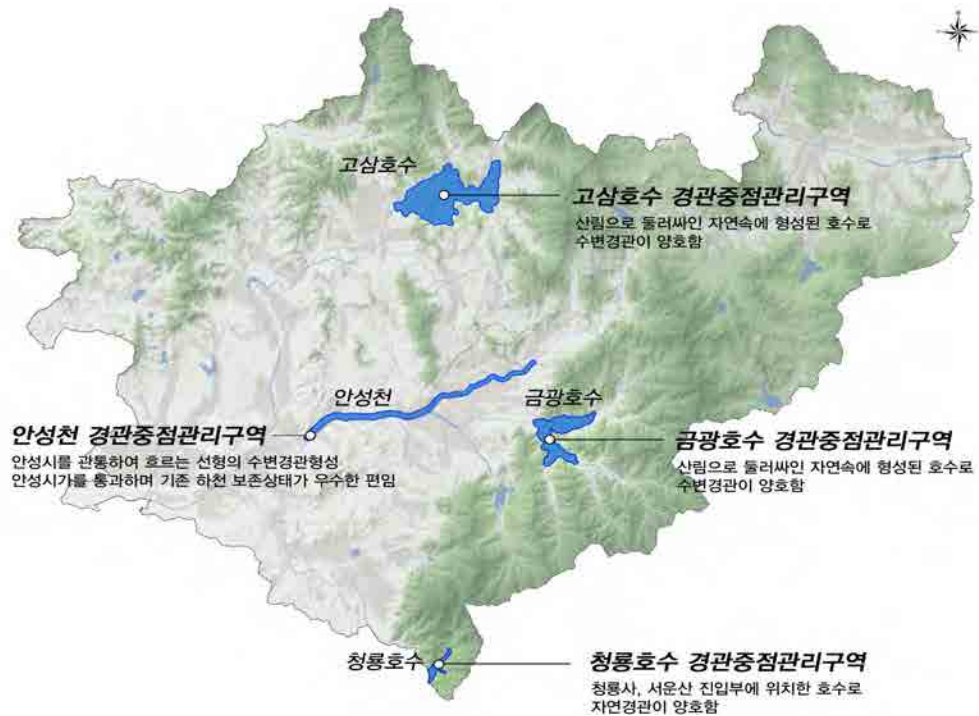 고삼호수
고삼호수 경관중점관리구역
산림으로 둘러싸인 자연속에 형성된 호수로
수변경관이 양호함
안성천
금광호수
안성천 경관중점관리구역
안성시를 관통하여 흐르는 선형의 수변경관형성
안성시가를 통과하며 기존 하천 보존상태가 우수한 편임
금광호수 경관중점관리구역
산림으로 둘러싸인 자연속에 형성된 호수로
수변경관이 양호함
청룡호수
청룡호수 경관중점관리구역
청룡사, 서운산 진입부에 위치한 호수로
자연경관이 양호함